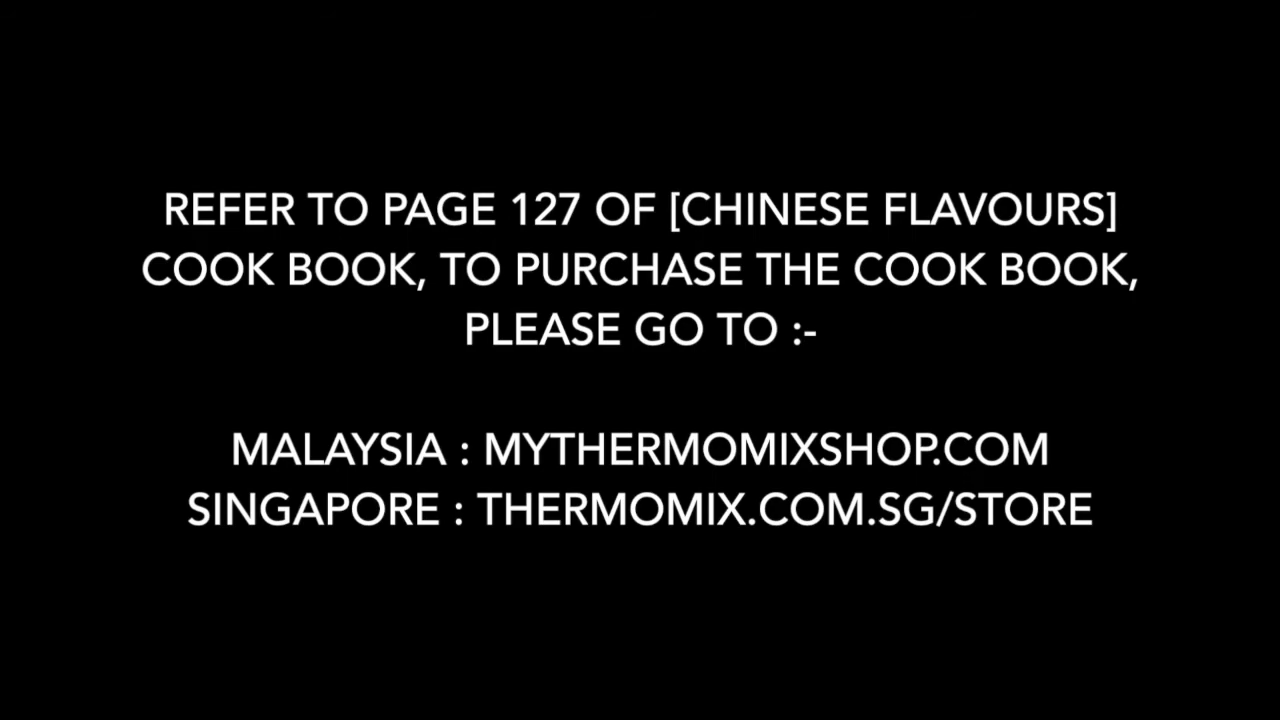 REFER TO PAGE 127 OF [CHINESE FLAVOURS]
COOK BOOK, TO PURCHASE THE COOK BOOK,
PLEASE GO TO :-
MALAYSIA : MYTHERMOMIXSHOP.COM
SINGAPORE : THERMOMIX.COM.SG/STORE